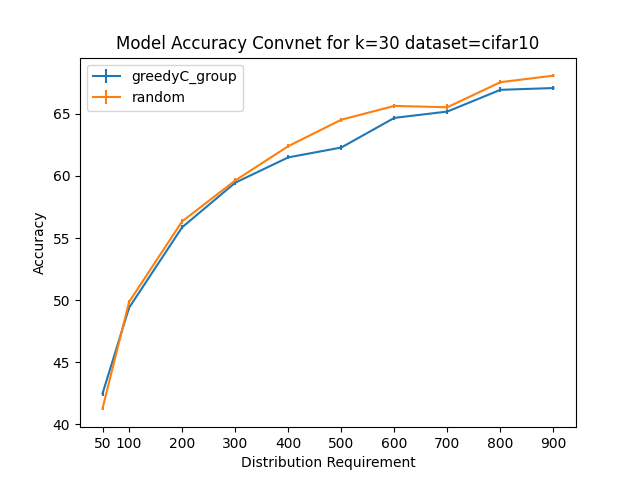 Model Accuracy Convnet for k=30 dataset=cifar10
greedyC_group
random
65
60
55
50
45
40
Accuracy
50 100 200 300 400 500 600 700 800 900
Distribution Requirement